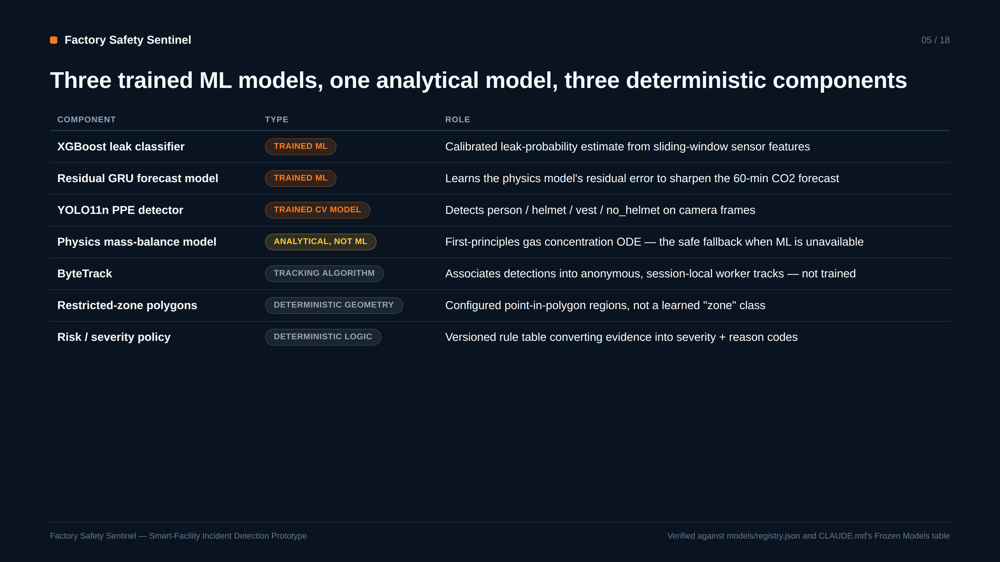 Factory Safety Sentinel
05 / 18
Three trained ML models, one analytical model, three deterministic components
COMPONENT TYPE ROLE
XGBoost leak classifier TRAINED ML Calibrated leak-probability estimate from sliding-window sensor features
Residual GRU forecast model TRAINED ML Learns the physics model's residual error to sharpen the 60-min CO2 forecast
YOLO11n PPE detector TRAINED CV MODEL Detects person / helmet / vest / no_helmet on camera frames
Physics mass-balance model ANALYTICAL, NOT ML First-principles gas concentration ODE — the safe fallback when ML is unavailable
ByteTrack TRACKING ALGORITHM Associates detections into anonymous, session-local worker tracks — not trained
Restricted-zone polygons DETERMINISTIC GEOMETRY Configured point-in-polygon regions, not a learned "zone" class
Risk / severity policy DETERMINISTIC LOGIC Versioned rule table converting evidence into severity + reason codes
Factory Safety Sentinel — Smart-Facility Incident Detection Prototype
Verified against models/registry.json and CLAUDE.md's Frozen Models table